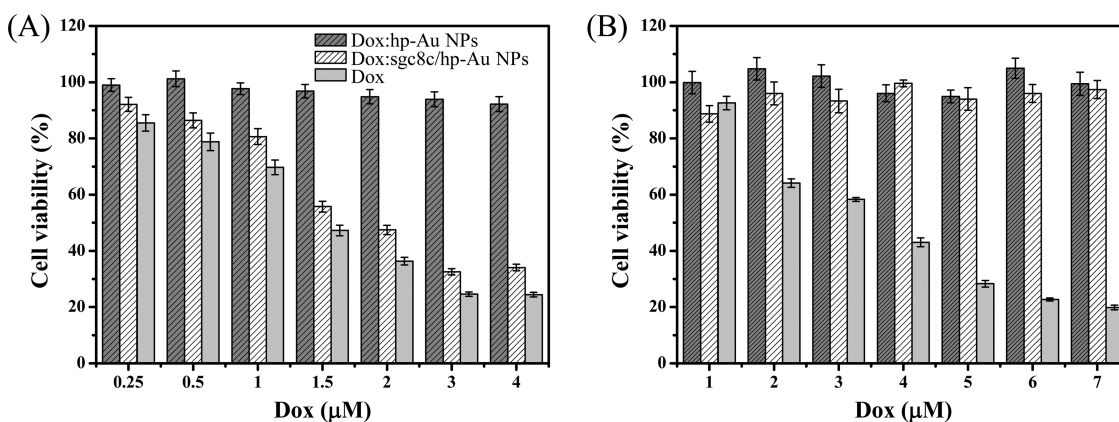 (A)
Cell viability (%)
120
100
80
60
40
20
0
Dox:hp-Au NPs
Dox:sgc8c/hp-Au NPs
Dox
0.25 0.5 1 1.5 2 3 4
Dox (μM)
(B)
Cell viability (%)
120
100
80
60
40
20
0
1 2 3 4 5 6 7
Dox (μM)